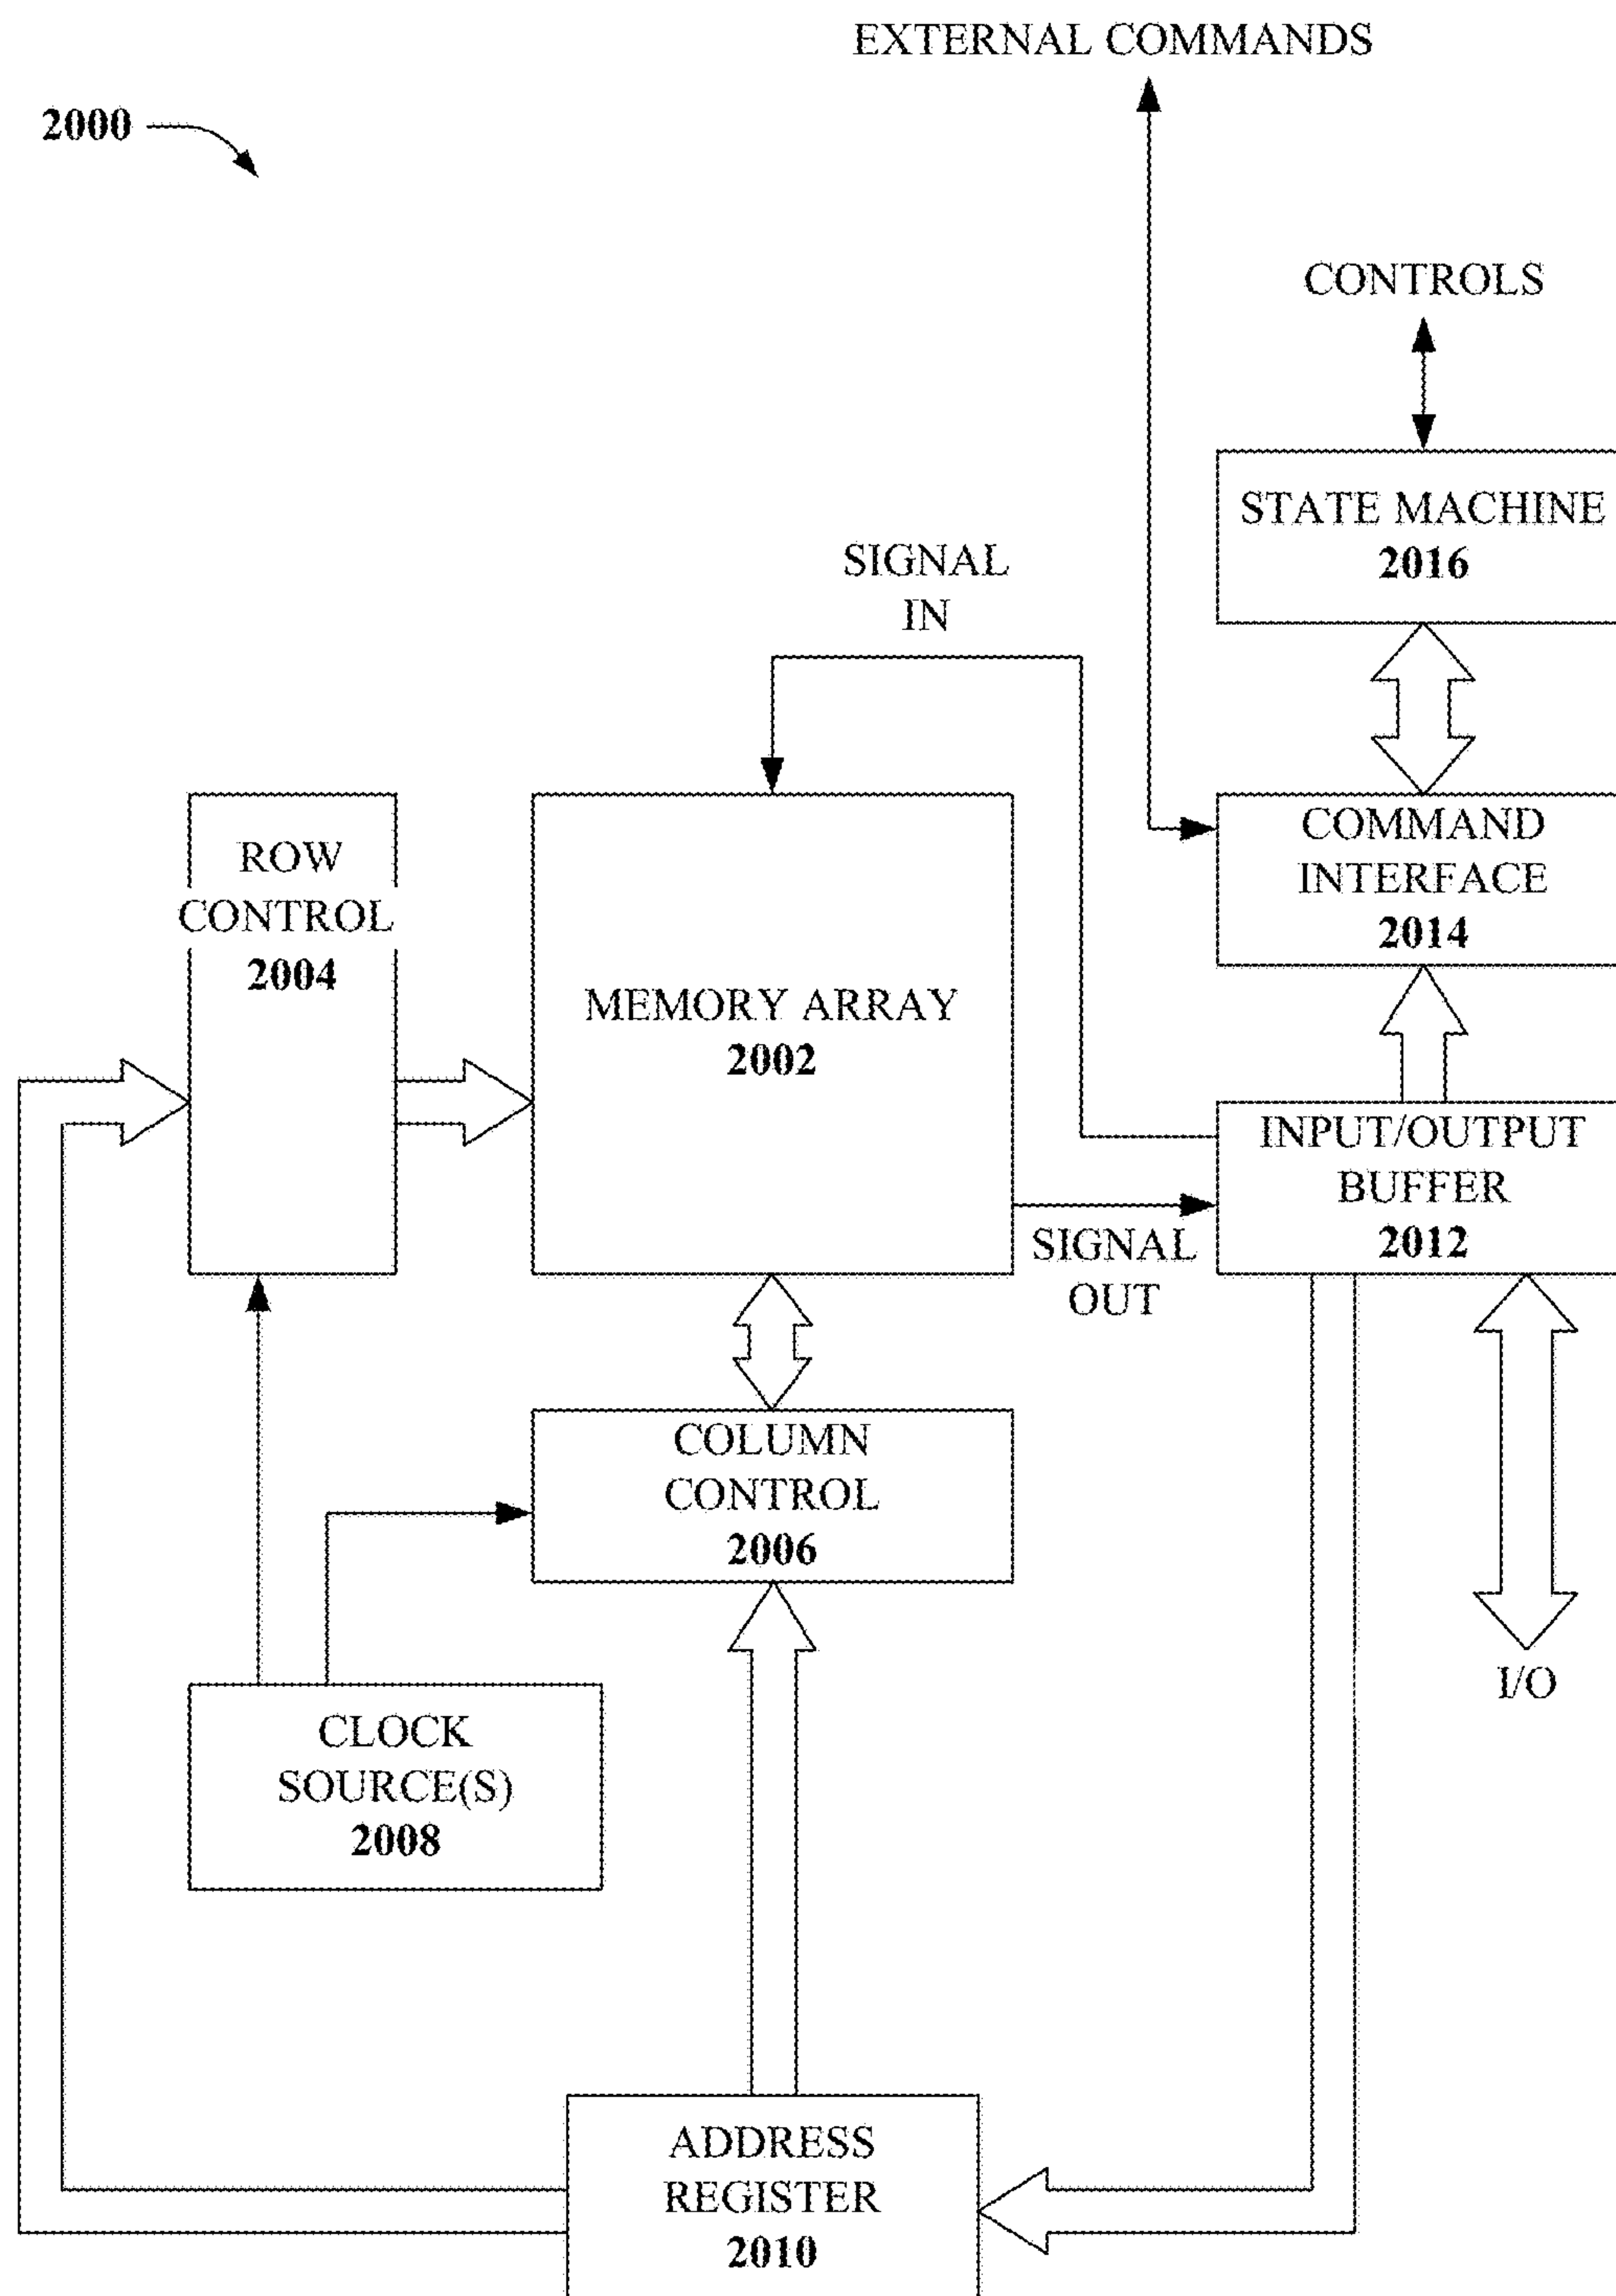 EXTERNAL COMMANDS
2000
CONTROLS
STATE MACHINE
2016
SIGNAL
IN
COMMAND
INTERFACE
2014
ROW
CONTROL
2004
MEMORY ARRAY
2002
INPUT/OUTPUT
BUFFER
2012
SIGNAL
OUT
COLUMN
CONTROL
2006
I/O
CLOCK
SOURCE(S)
2008
ADDRESS
REGISTER
2010